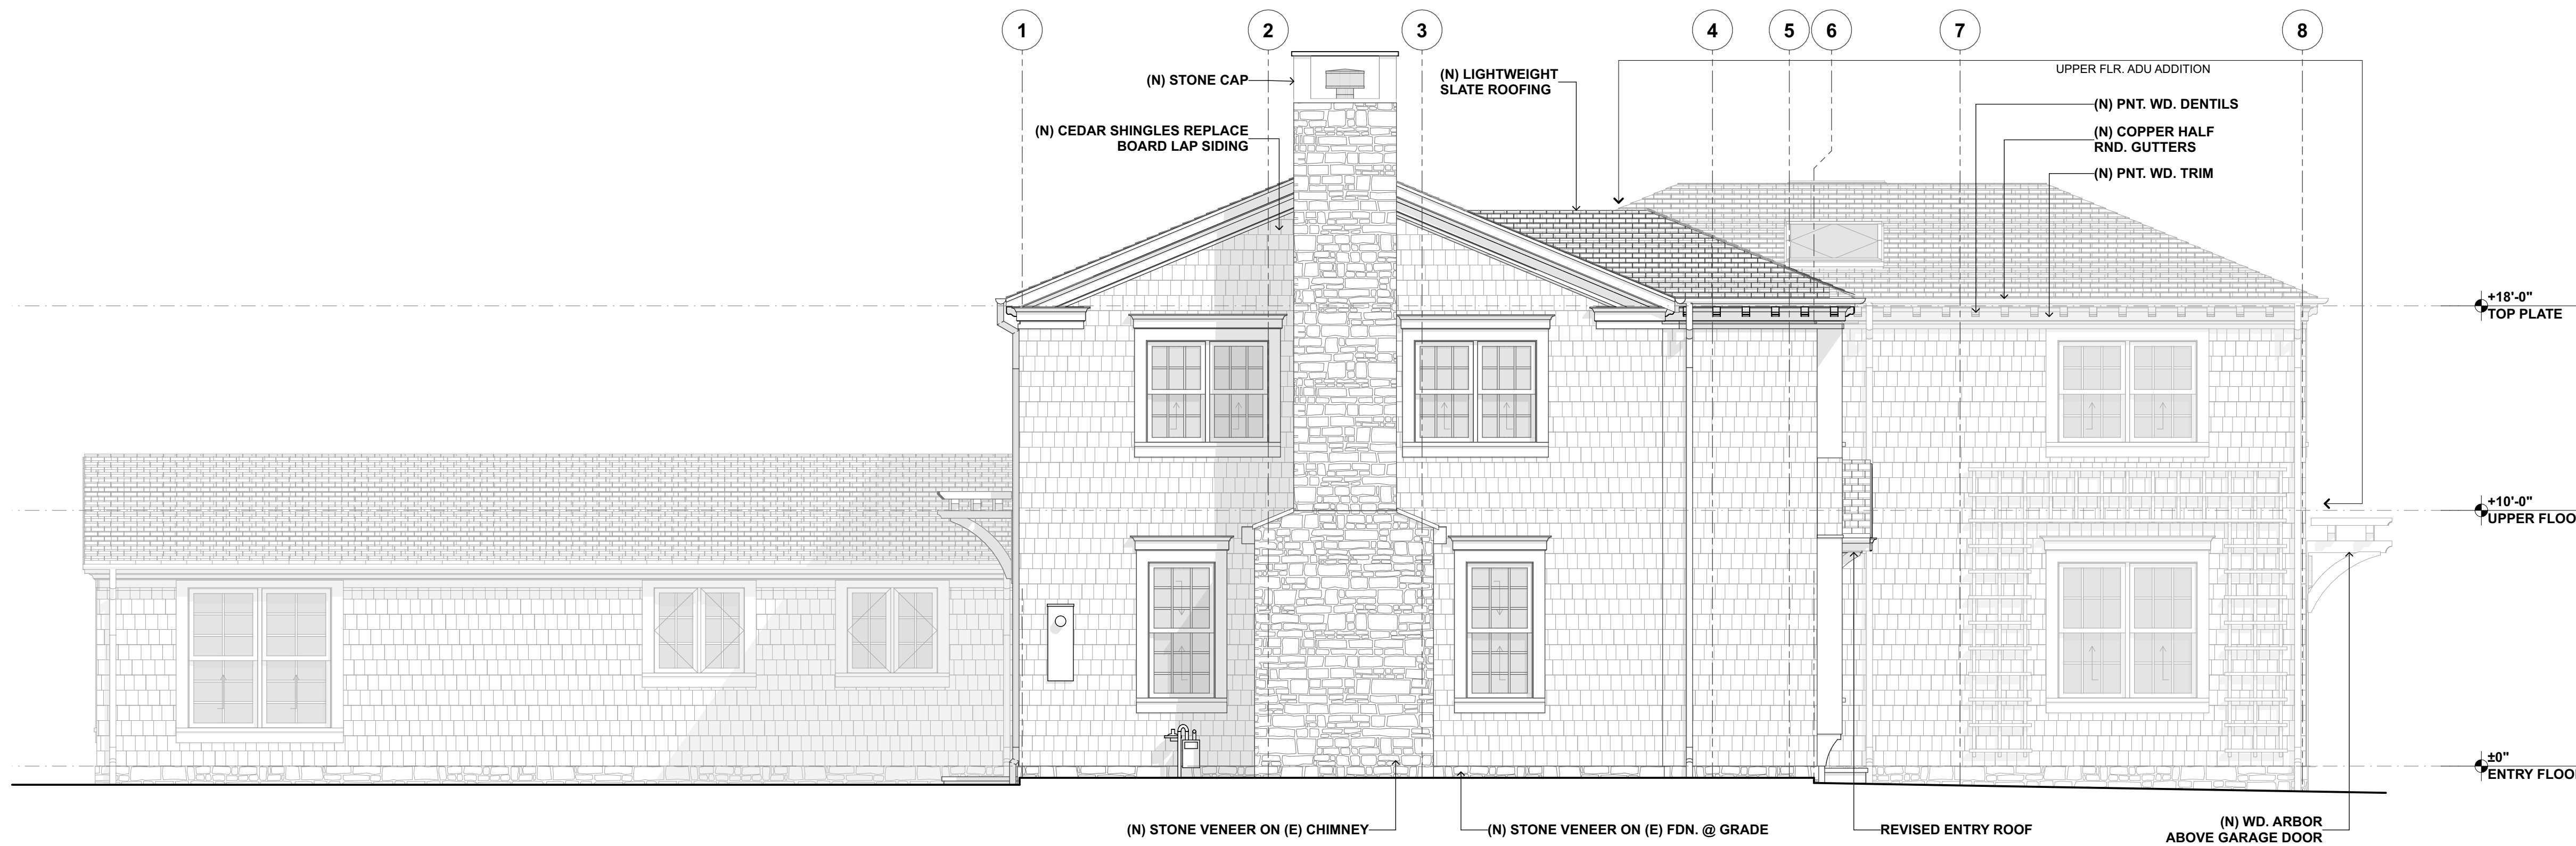 1
2
3
4
5
6
7
8
(N) STONE CAP
(N) LIGHTWEIGHT
SLATE ROOFING
UPPER FLR. ADU ADDITION
(N) PNT. WD. DENTILS
(N) CEDAR SHINGLES REPLACE
BOARD LAP SIDING
(N) COPPER HALF
RND. GUTTERS
(N) PNT. WD. TRIM
+18'-0"
TOP PLATE
+10'-0"
UPPER FLOO
±0"
ENTRY FLOO
(N) STONE VENEER ON (E) CHIMNEY
(N) STONE VENEER ON (E) FDN. @ GRADE
REVISED ENTRY ROOF
(N) WD. ARBOR
ABOVE GARAGE DOOR